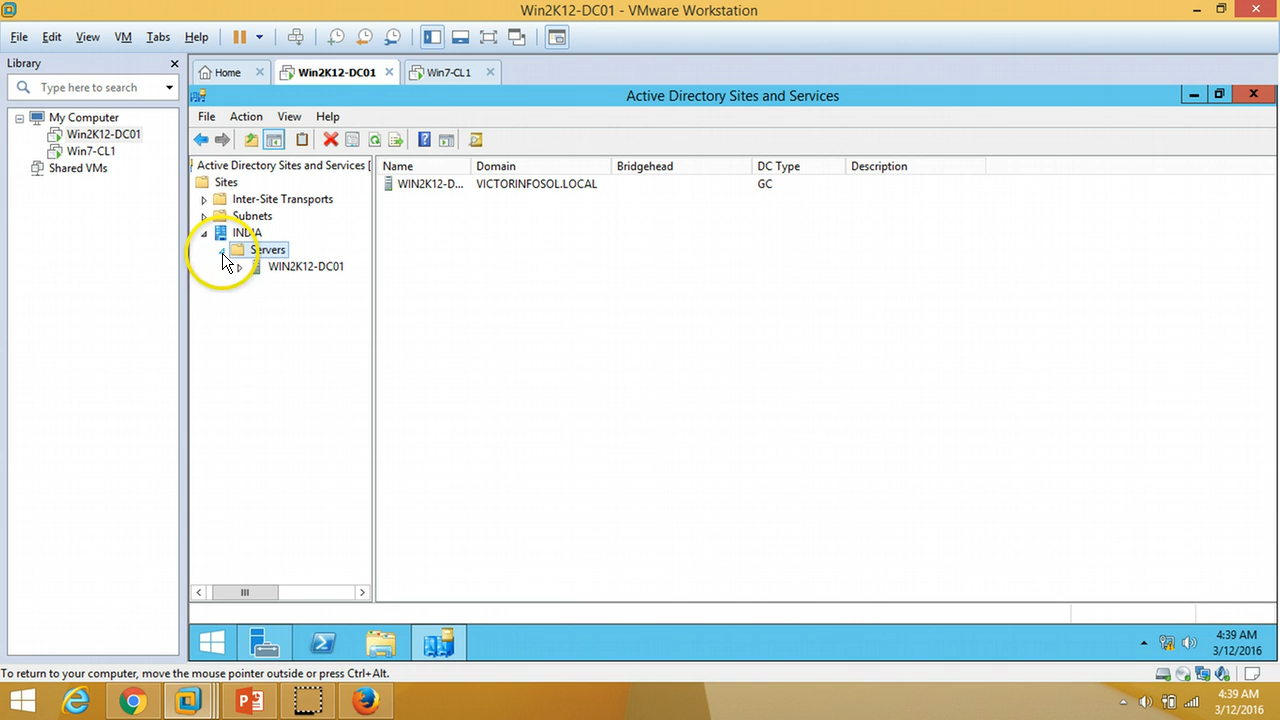 Win2K12-DC01 - VMware Workstation
File Edit View VM Tabs Help
Library
Type here to search
My Computer
Win2K12-DC01
Win7-CL1
Shared VMs
Home
Win2K12-DC01
Win7-CL1
Active Directory Sites and Services
File Action View Help
Active Directory Sites and Services [
Sites
Inter-Site Transports
Subnets
INDIA
Servers
WIN2K12-DC01
Name Domain Bridgehead DC Type Description
WIN2K12-D... VICTORINFOSOL.LOCAL GC
4:39 AM
3/12/2016
To return to your computer, move the mouse pointer outside or press Ctrl+Alt.
4:39 AM
3/12/2016